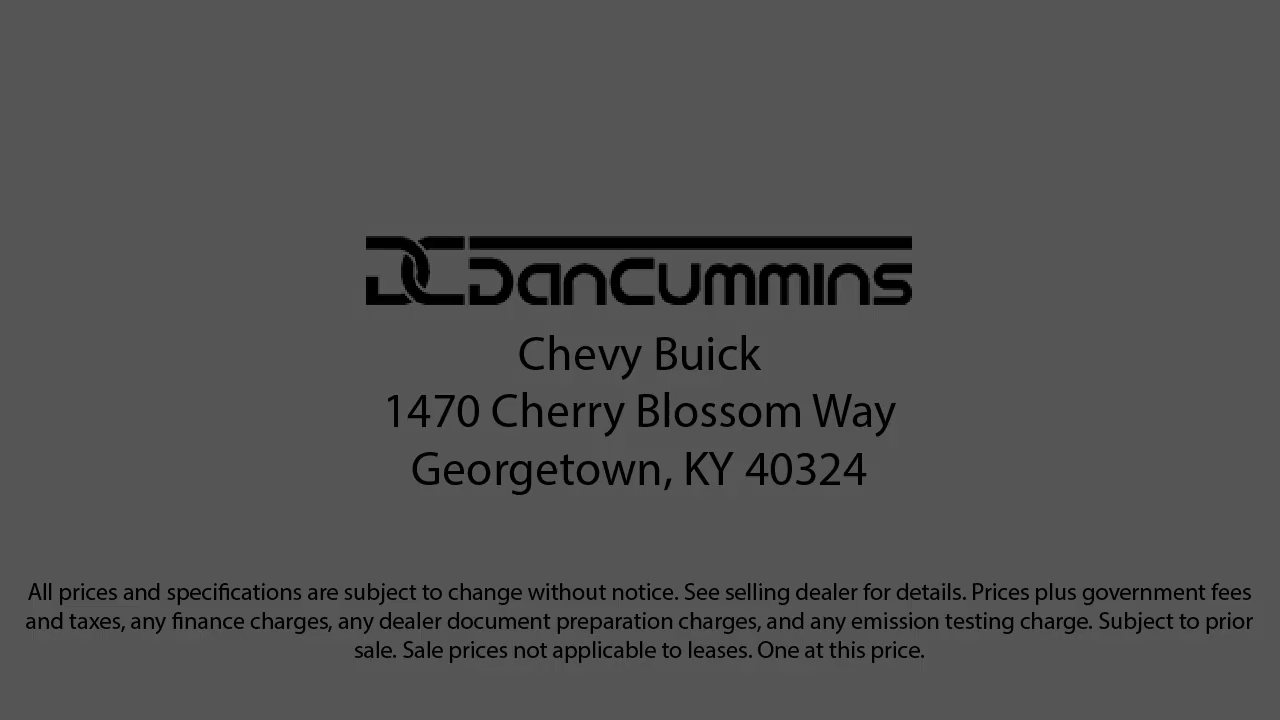 DC DanCummins
Chevy Buick
1470 Cherry Blossom Way
Georgetown, KY 40324
All prices and specifications are subject to change without notice. See selling dealer for details. Prices plus government fees
and taxes, any finance charges, any dealer document preparation charges, and any emission testing charge. Subject to prior
sale. Sale prices not applicable to leases. One at this price.